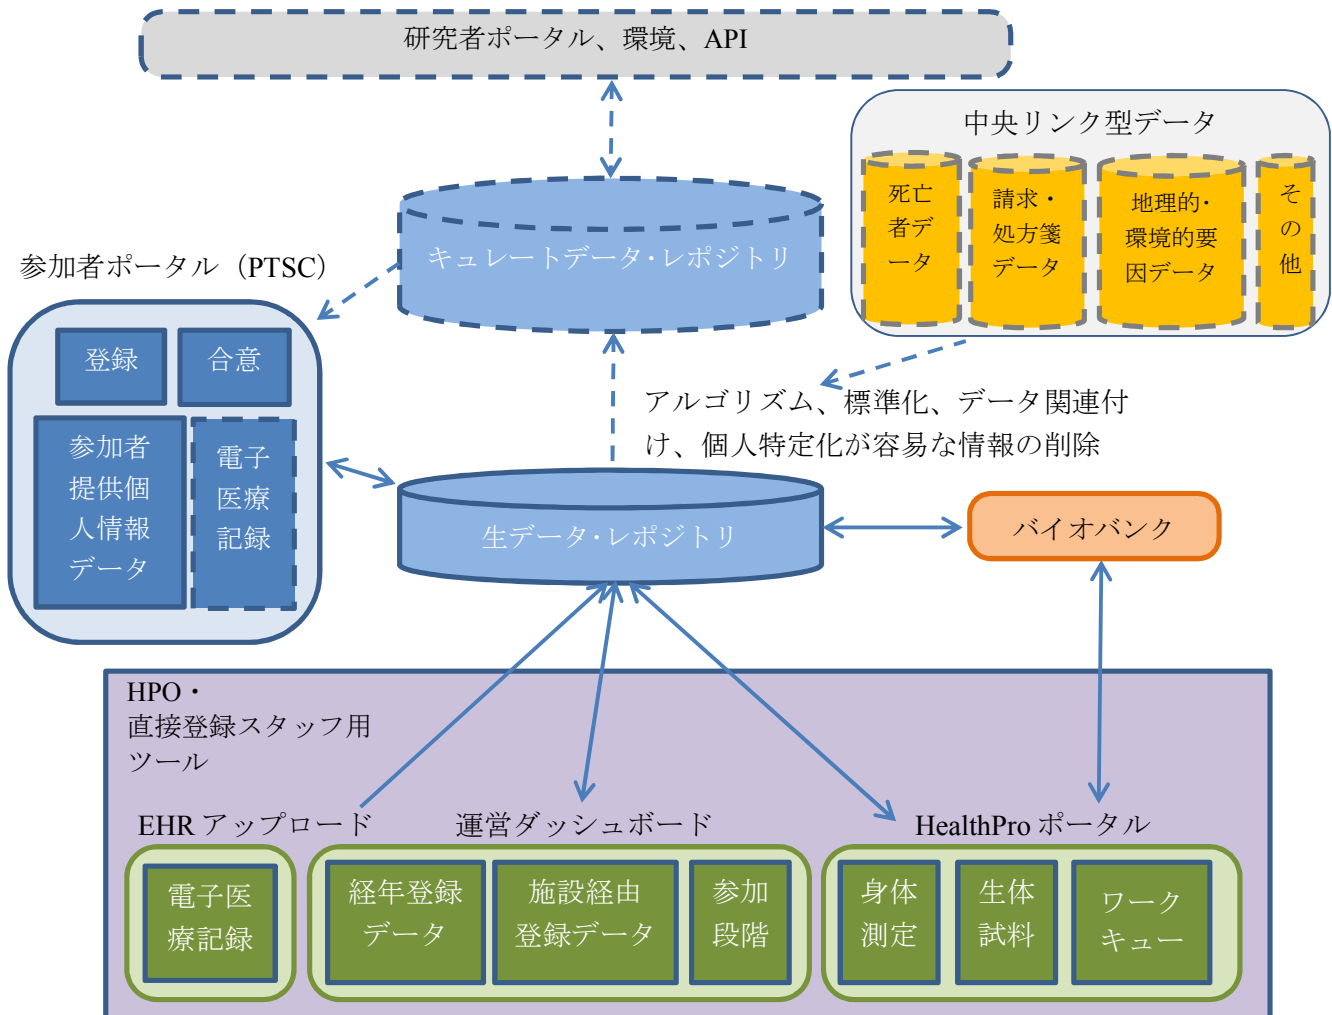 研究者ポータル、環境、API
中央リンク型データ
死亡
者デ
ータ
請求・
処方箋
データ
地理的・
環境的要
因データ
そ
の
他
キュレートデータ・レポジトリ
参加者ポータル（PTSC）
登録
合意
参加者
提供個
人情報
データ
電子
医療
記録
アルゴリズム、標準化、データ関連付
け、個人特定化が容易な情報の削除
生データ・レポジトリ
バイオバンク
HPO・
直接登録スタッフ用
ツール
EHR アップロード
電子医
療記録
運営ダッシュボード
経年登録
データ
施設経由
登録データ
参加
段階
HealthPro ポータル
身体
測定
生体
試料
ワーク
キュー